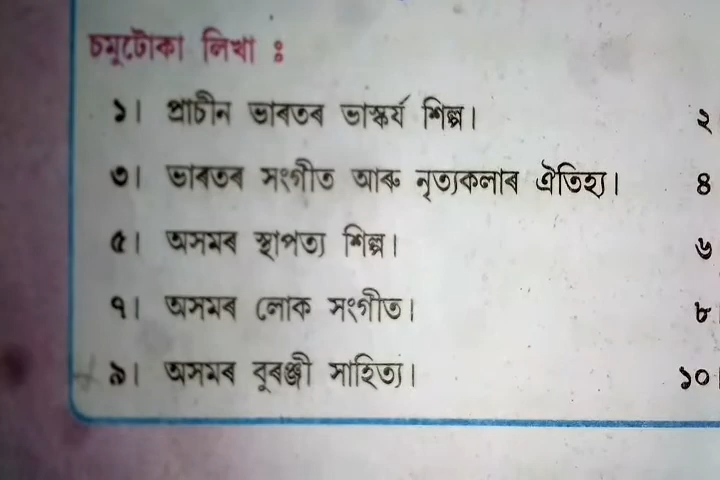 চমুটোকা লিখা ঃ
১। প্ৰাচীন ভাৰতৰ ভাস্কৰ্য শিল্প। ২
৩। ভাৰতৰ সংগীত আৰু নৃত্যকলাৰ ঐতিহ্য। ৪
৫। অসমৰ স্থাপত্য শিল্প। ৬
৭। অসমৰ লোক সংগীত। ৮।
৯। অসমৰ বুৰঞ্জী সাহিত্য। ১০।